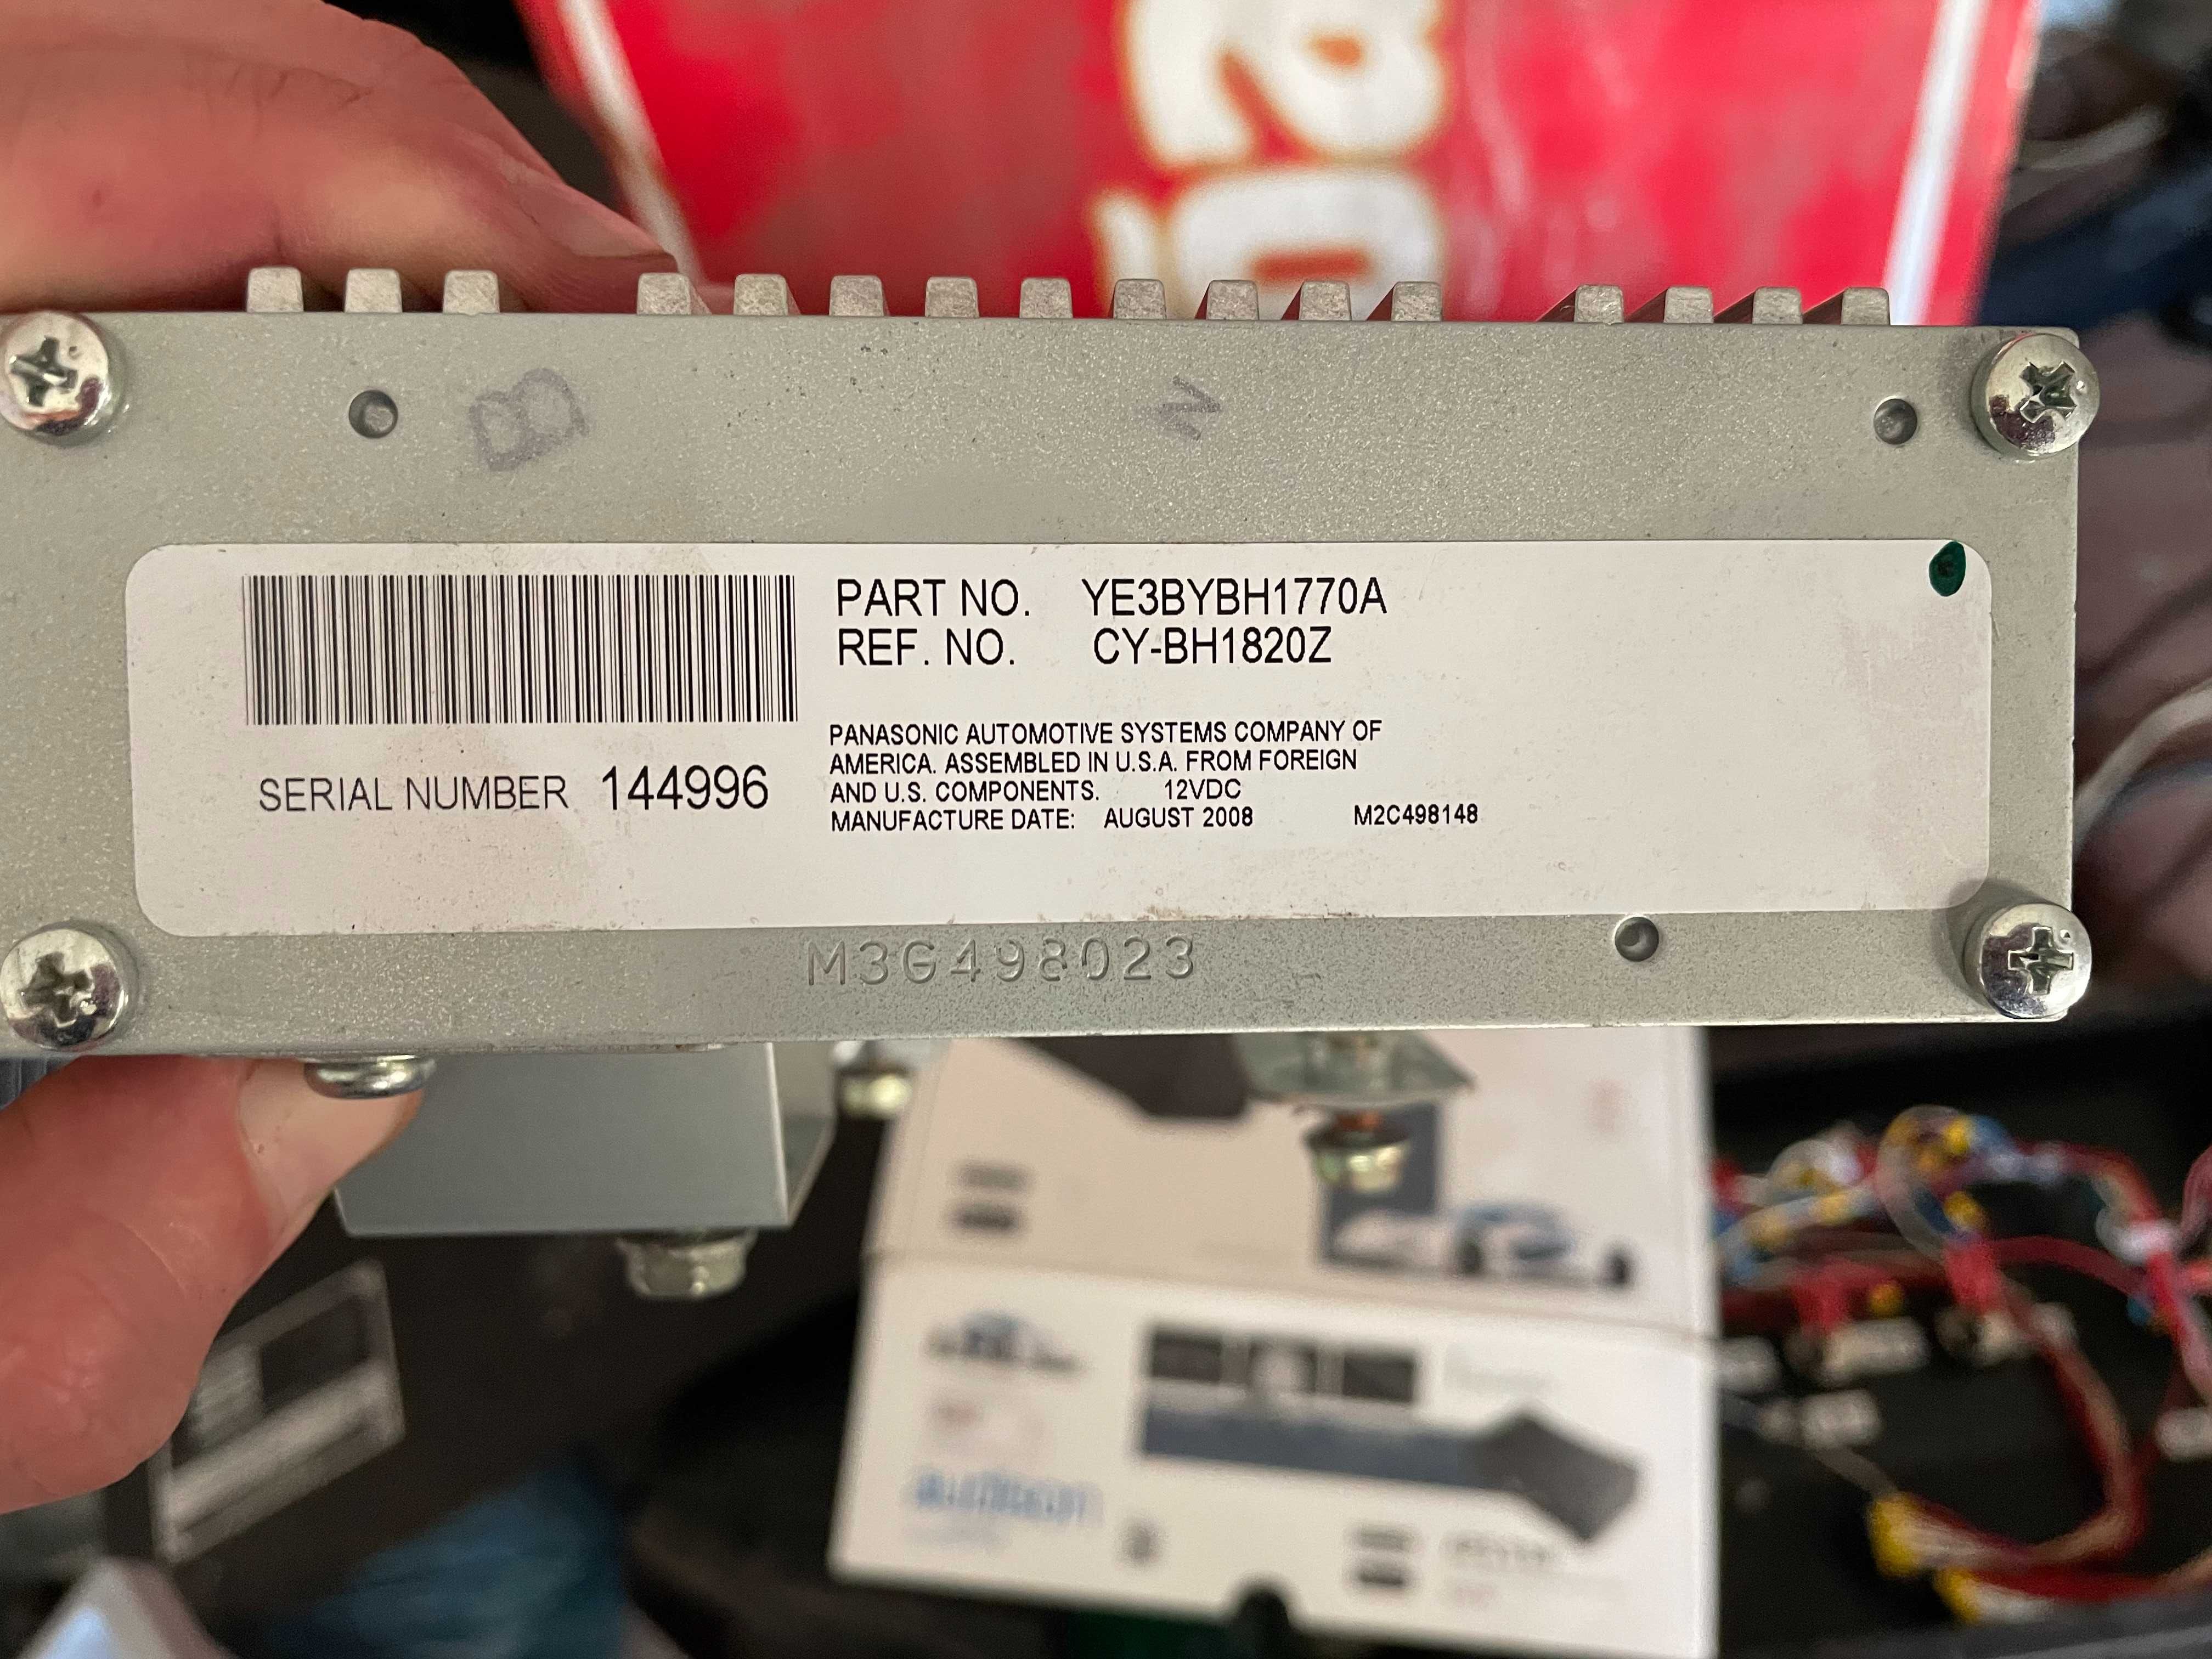 B
N
PART NO. YE3BYBH1770A
REF. NO. CY-BH1820Z
PANASONIC AUTOMOTIVE SYSTEMS COMPANY OF
AMERICA. ASSEMBLED IN U.S.A. FROM FOREIGN
AND U.S. COMPONENTS. 12VDC
MANUFACTURE DATE: AUGUST 2008 M2C498148
SERIAL NUMBER 144996
M3G498023
audison